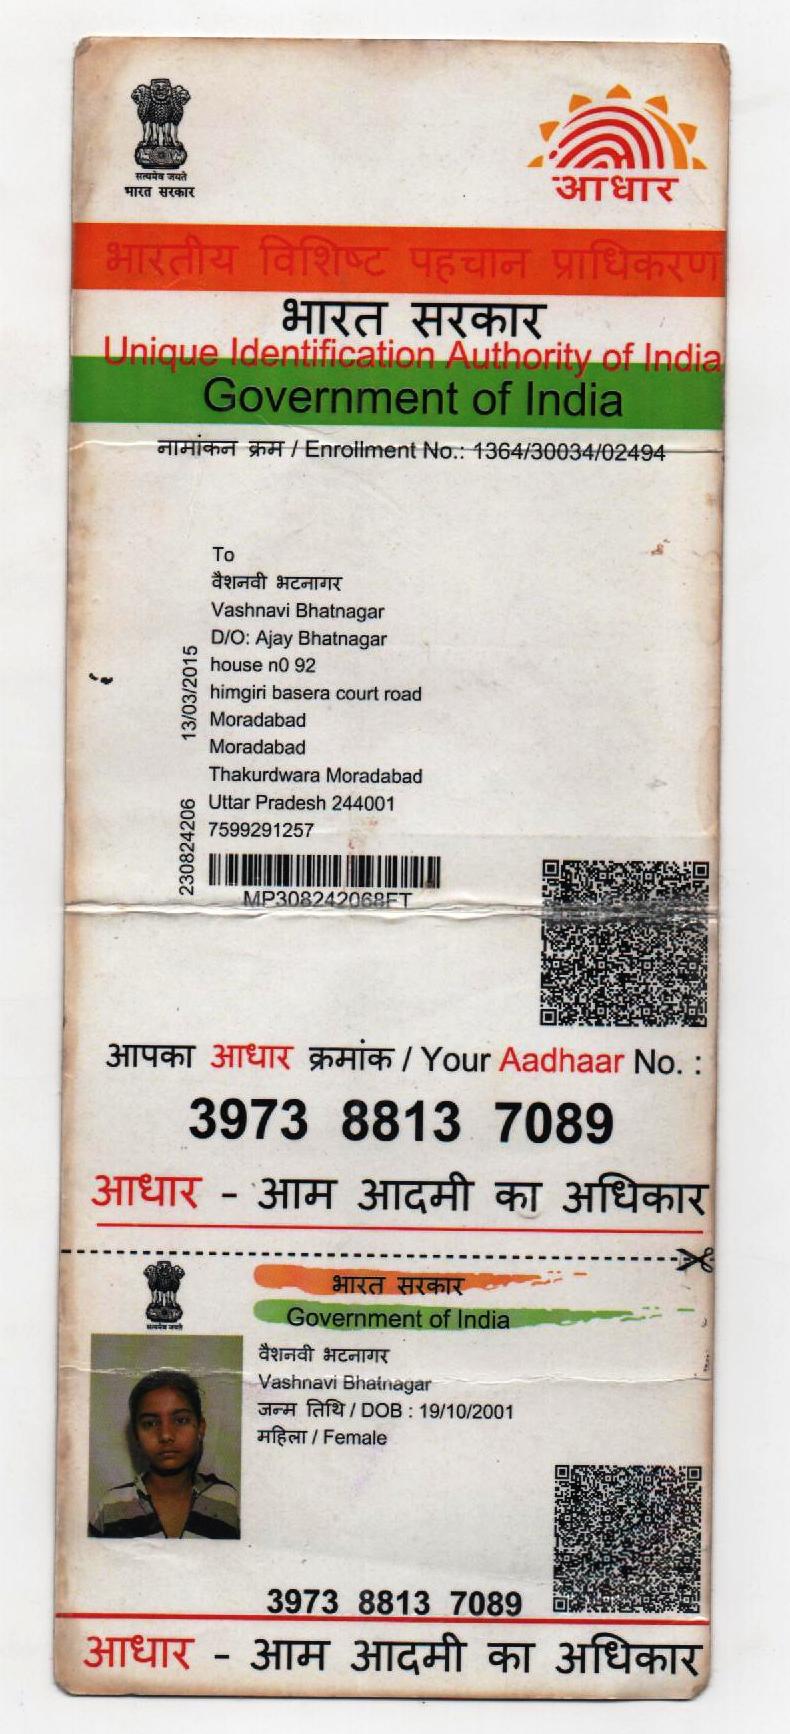 सत्यमेव जयते
भारत सरकार
आधार
भारतीय विशिष्ट पहचान प्राधिकरण
भारत सरकार
Unique Identification Authority of India
Government of India
नामांकन क्रम / Enrollment No.: 1364/30034/02494
To
वैशनवी भटनागर
Vashnavi Bhatnagar
D/O: Ajay Bhatnagar
house n0 92
himgiri basera court road
Moradabad
Moradabad
Thakurdwara Moradabad
Uttar Pradesh 244001
7599291257
230824206 13/03/2015
MP308242068FT
आपका आधार क्रमांक / Your Aadhaar No. :
3973 8813 7089
आधार - आम आदमी का अधिकार
सत्यमेव जयते
भारत सरकार
Government of India
वैशनवी भटनागर
Vashnavi Bhatnagar
जन्म तिथि / DOB : 19/10/2001
महिला / Female
3973 8813 7089
आधार - आम आदमी का अधिकार